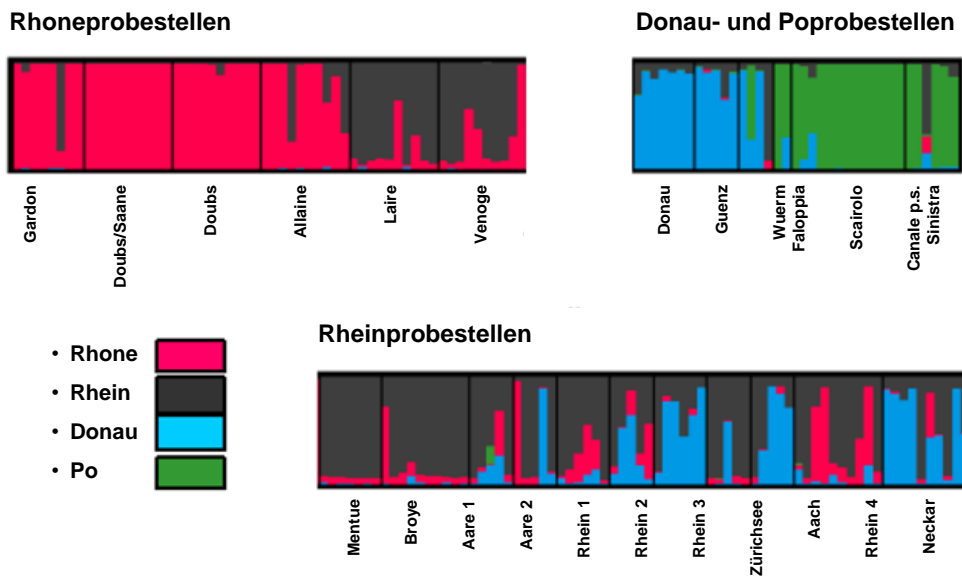 Rhoneprobestellen
Donau- und Poprobestellen
Gardon
Doubs/Saane
Doubs
Allaine
Laire
Venoge
Donau
Guenz
Wuerm
Faloppia
Scairolo
Canale p.s.
Sinistra
Rheinprobestellen
• Rhone
• Rhein
• Donau
• Po
Mentue
Broye
Aare 1
Aare 2
Rhein 1
Rhein 2
Rhein 3
Zürichsee
Aach
Rhein 4
Neckar